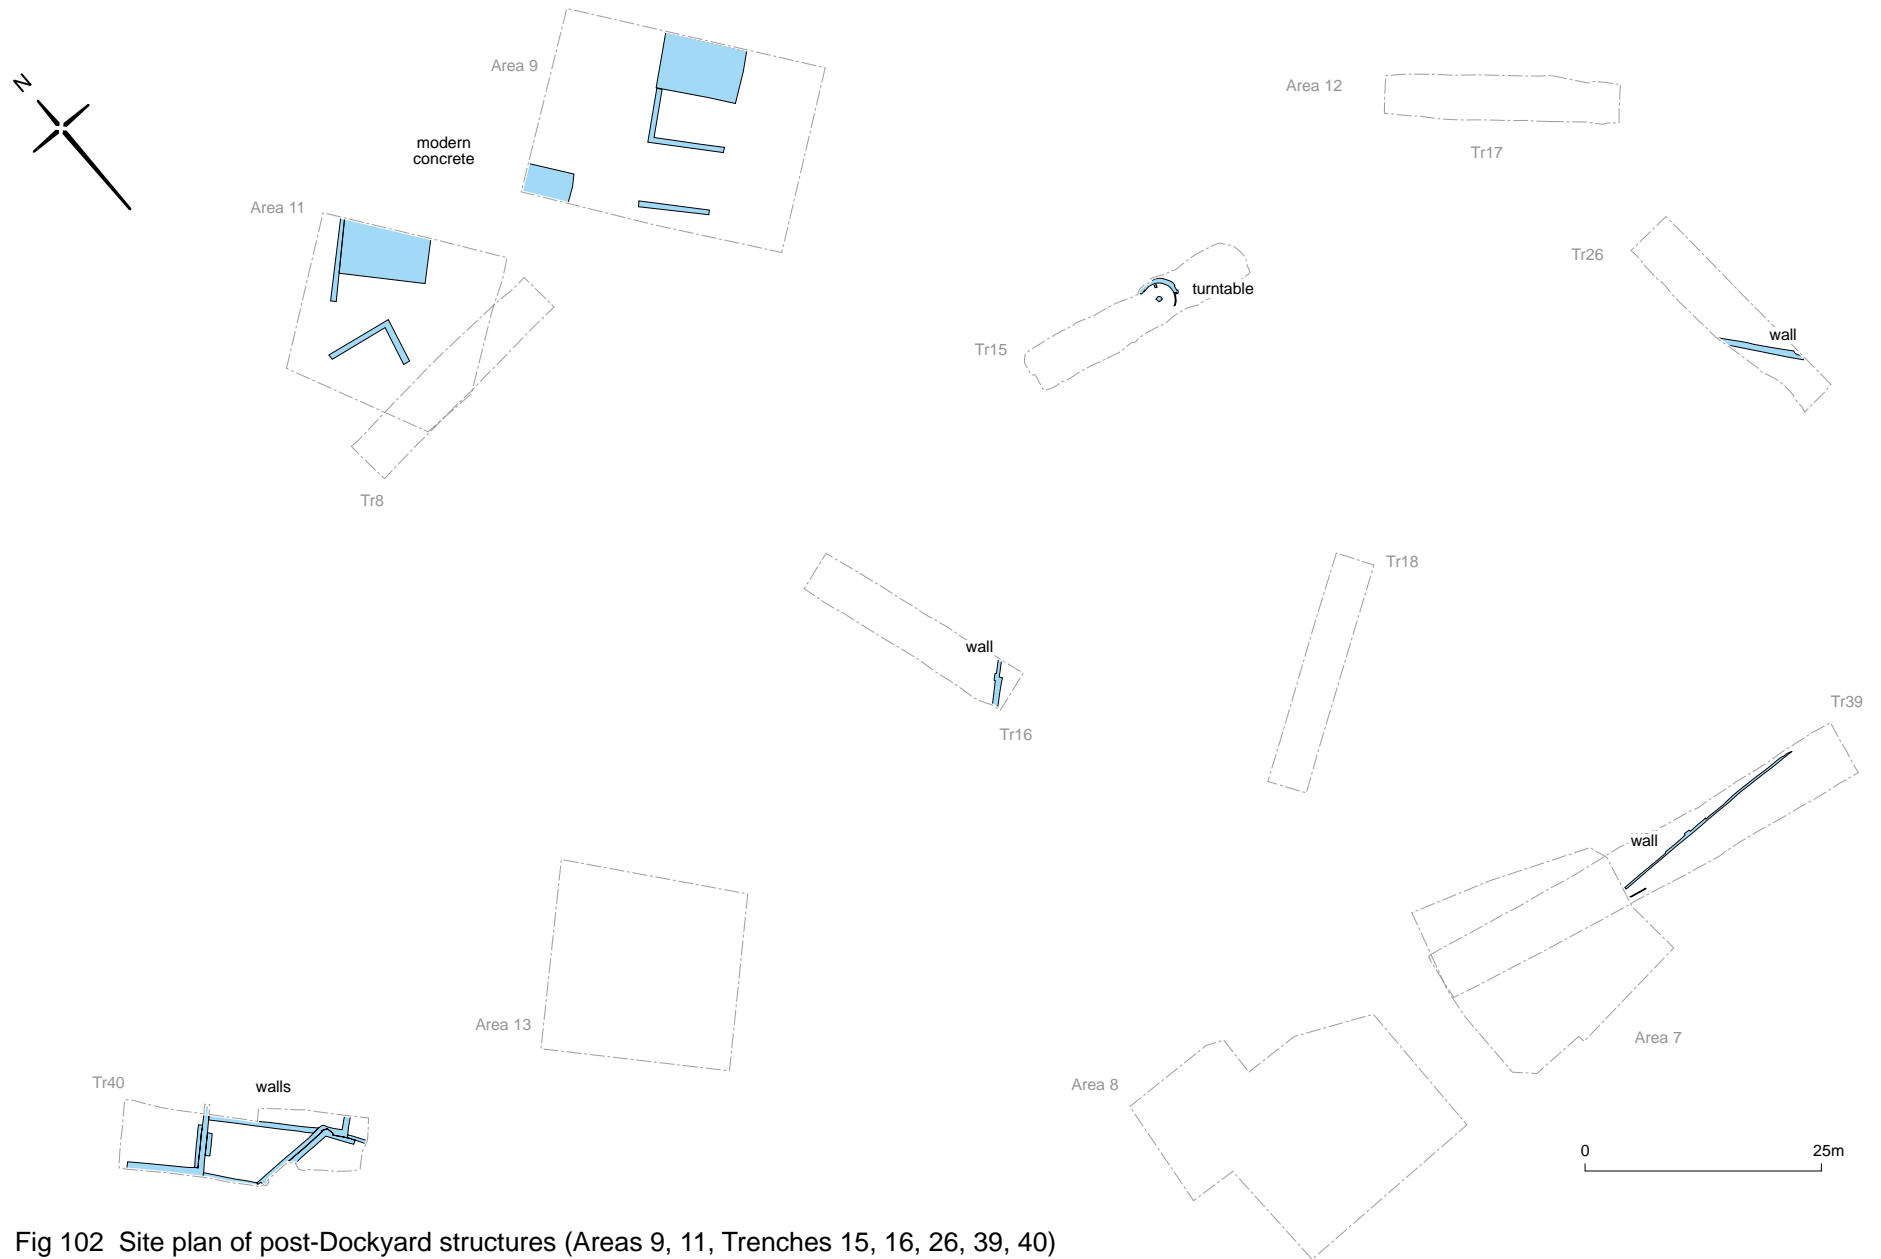 N
Area 9
modern
concrete
Area 11
Tr8
Area 12
Tr17
Tr26
wall
turntable
Tr15
wall
Tr16
Tr18
Tr39
wall
Area 7
Area 13
Tr40
walls
Area 8
0 25m
Fig 102 Site plan of post-Dockyard structures (Areas 9, 11, Trenches 15, 16, 26, 39, 40)